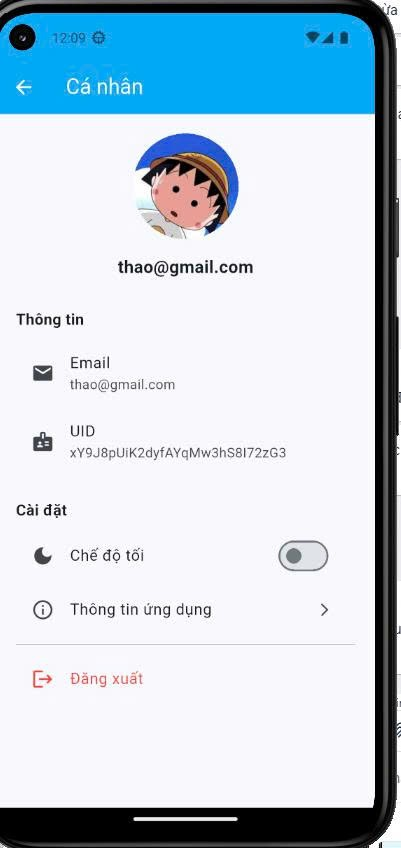 12:09
Cá nhân
thao@gmail.com
Thông tin
Email
thao@gmail.com
UID
xY9J8pUiK2dyfAYqMw3hS8I72zG3
Cài đặt
Chế độ tối
Thông tin ứng dụng
Đăng xuất